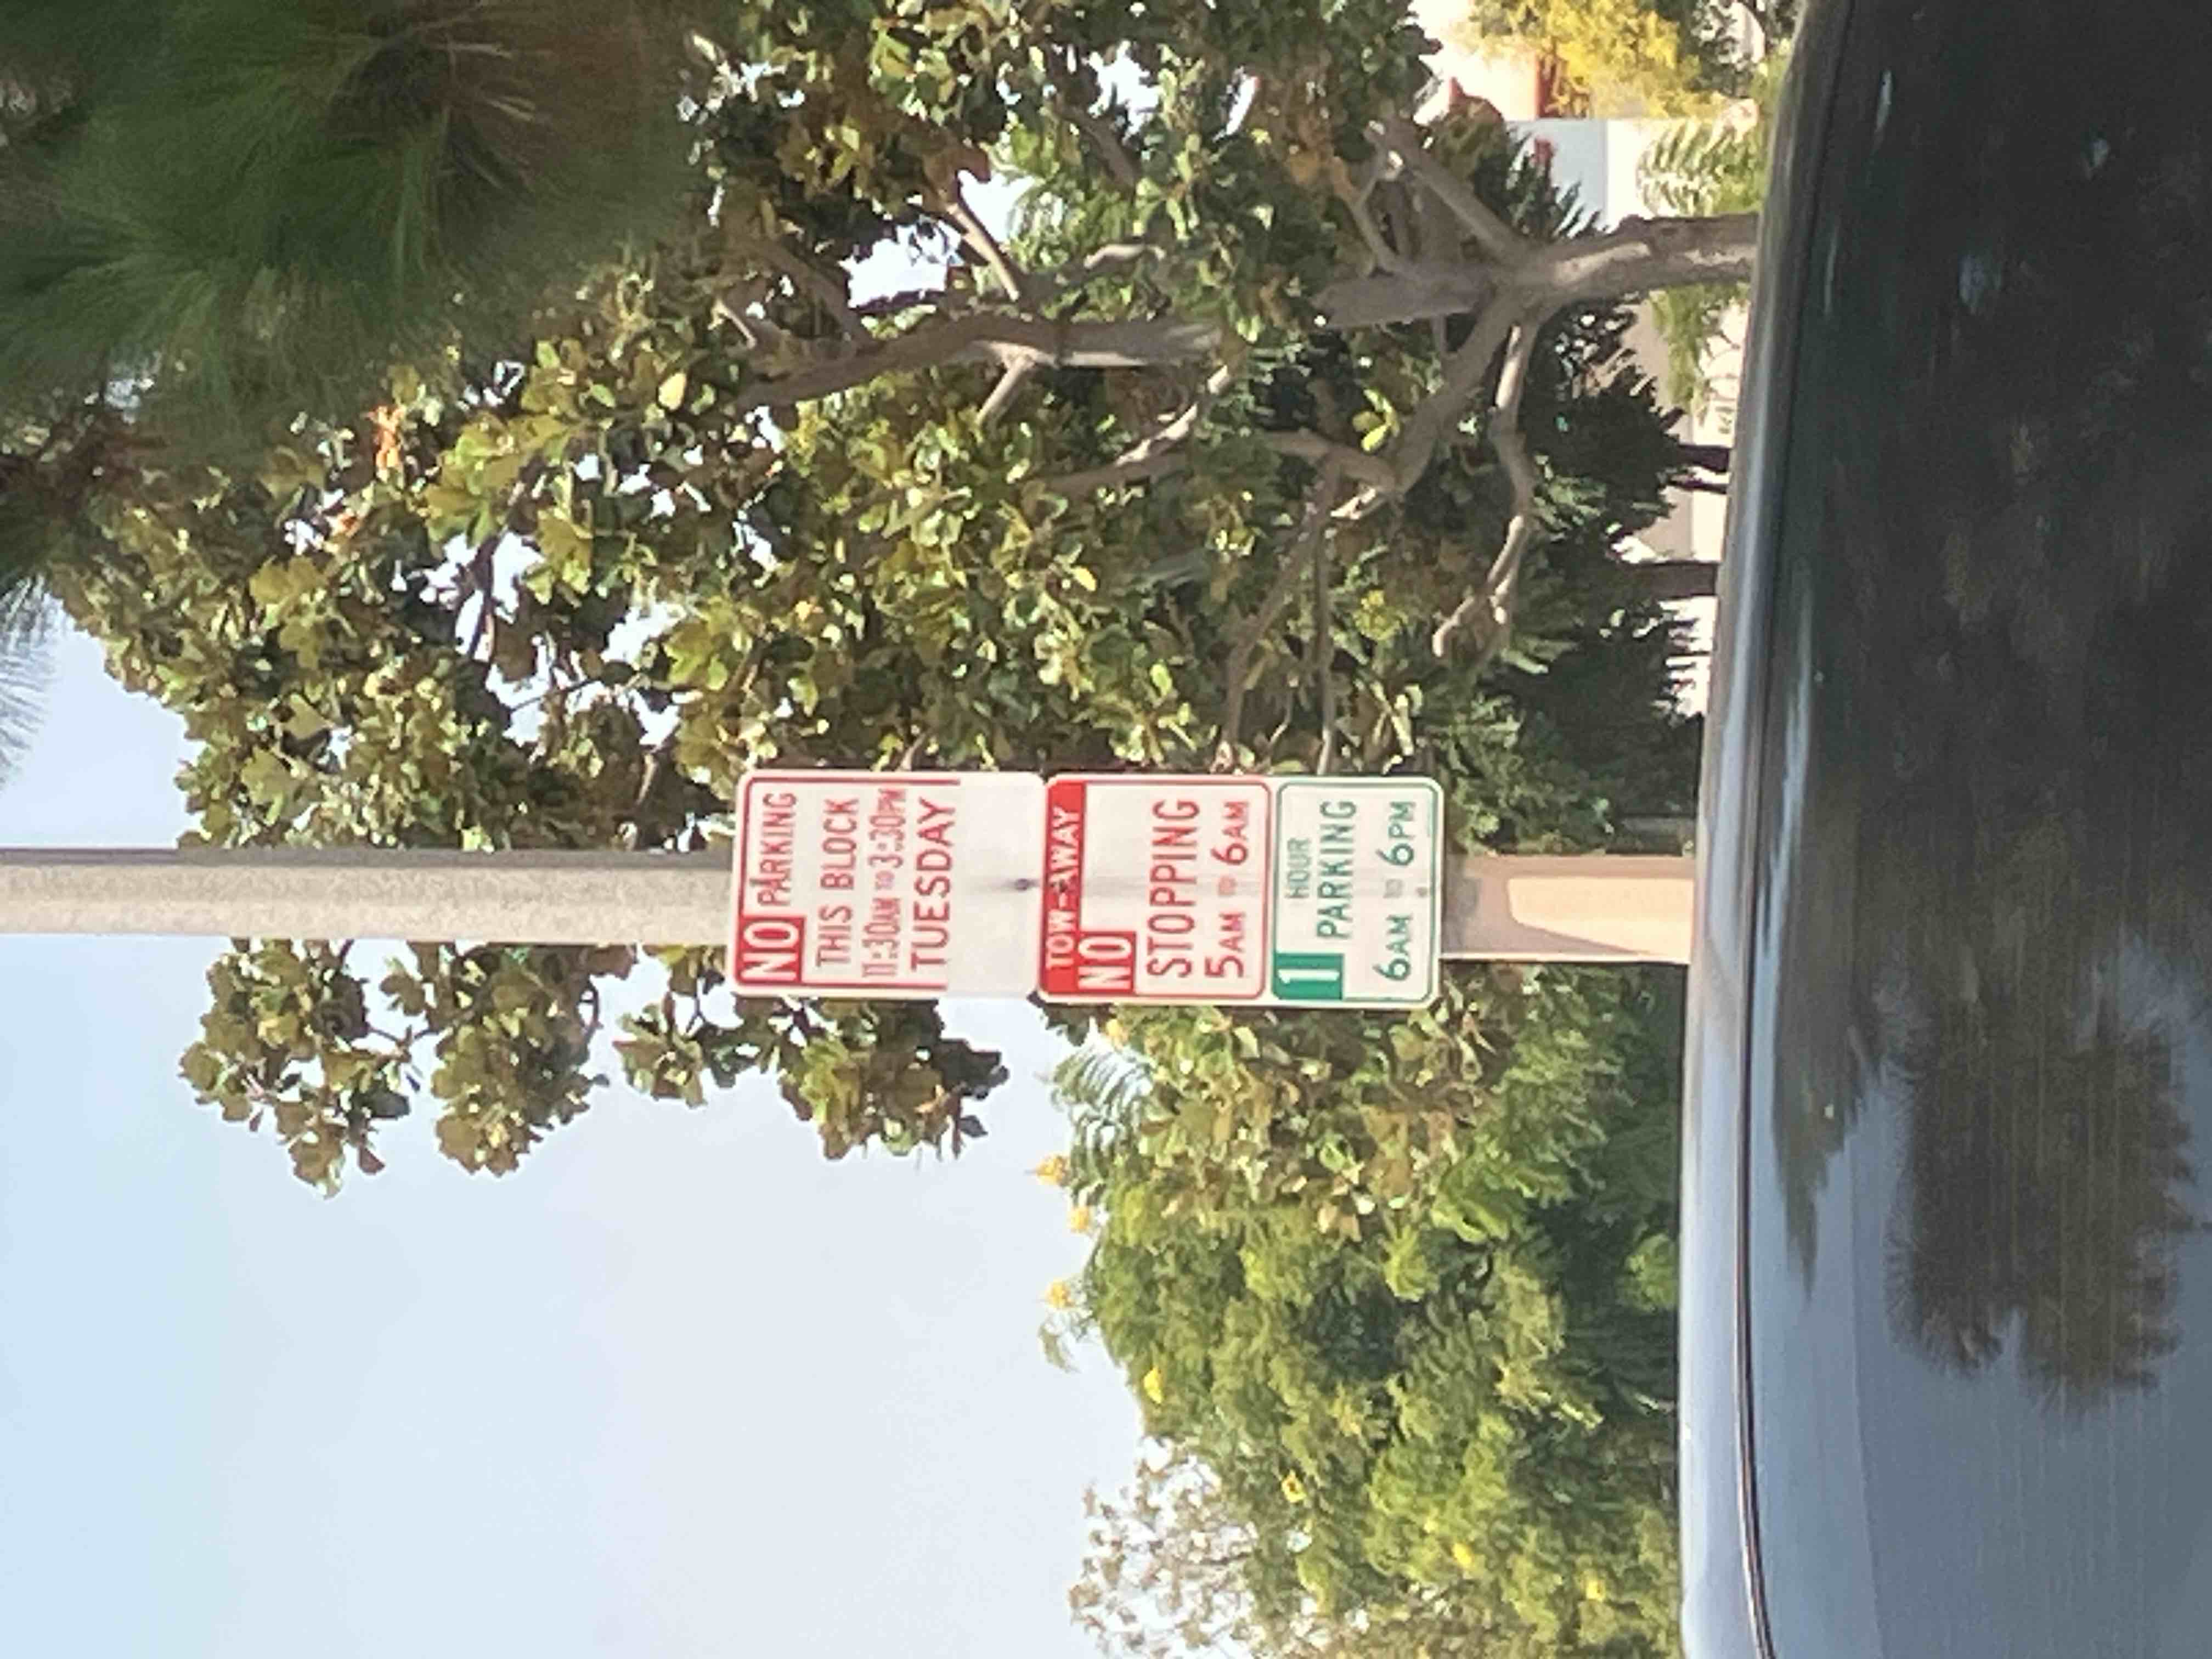 NO PARKING
THIS BLOCK
11:30AM TO 3:30PM
TUESDAY
TOW-AWAY
NO
STOPPING
5AM TO 6AM
1 HOUR
PARKING
6AM TO 6PM